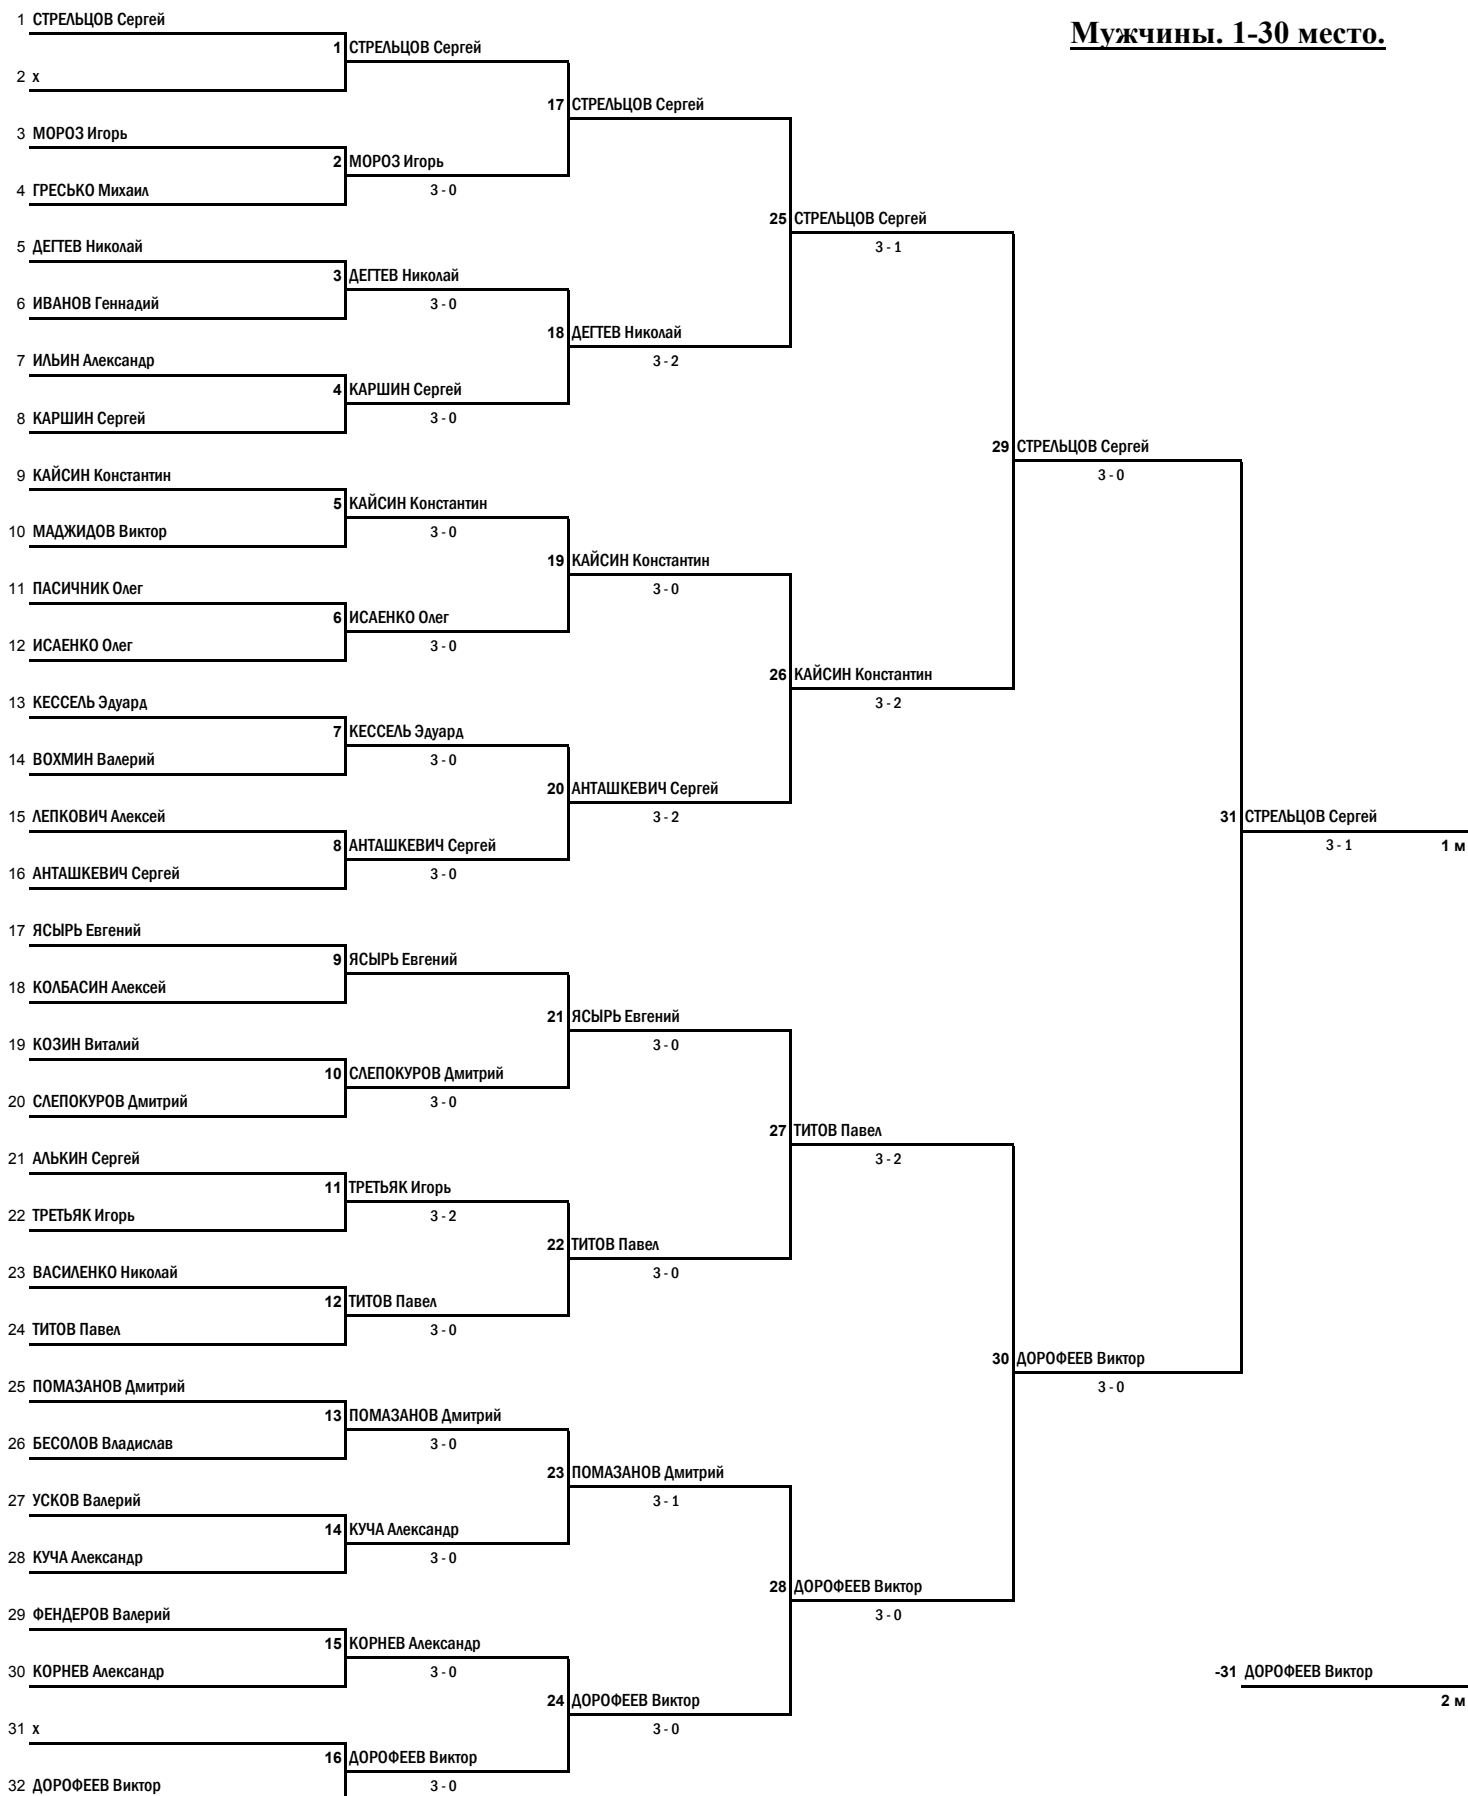 Мужчины. 1-30 место.
1 СТРЕЛЬЦОВ Сергей
1 СТРЕЛЬЦОВ Сергей
2 х
17 СТРЕЛЬЦОВ Сергей
3 МОРОЗ Игорь
2 МОРОЗ Игорь
4 ГРЕСЬКО Михаил
3 - 0
25 СТРЕЛЬЦОВ Сергей
3 - 1
5 ДЕГТЕВ Николай
3 ДЕГТЕВ Николай
6 ИВАНОВ Геннадий
3 - 0
18 ДЕГТЕВ Николай
3 - 2
7 ИЛЬИН Александр
4 КАРШИН Сергей
8 КАРШИН Сергей
3 - 0
29 СТРЕЛЬЦОВ Сергей
3 - 0
9 КАЙСИН Константин
5 КАЙСИН Константин
10 МАДЖИДОВ Виктор
3 - 0
19 КАЙСИН Константин
3 - 0
11 ПАСИЧНИК Олег
6 ИСАЕНКО Олег
12 ИСАЕНКО Олег
3 - 0
26 КАЙСИН Константин
3 - 2
13 КЕССЕЛЬ Эдуард
7 КЕССЕЛЬ Эдуард
14 ВОХМИН Валерий
3 - 0
20 АНТАШКЕВИЧ Сергей
3 - 2
15 ЛЕПКОВИЧ Алексей
8 АНТАШКЕВИЧ Сергей
16 АНТАШКЕВИЧ Сергей
3 - 0
31 СТРЕЛЬЦОВ Сергей
3 - 1 1 м
17 ЯСЫРЬ Евгений
9 ЯСЫРЬ Евгений
18 КОЛБАСИН Алексей
21 ЯСЫРЬ Евгений
3 - 0
19 КОЗИН Виталий
10 СЛЕПОКУРОВ Дмитрий
20 СЛЕПОКУРОВ Дмитрий
3 - 0
27 ТИТОВ Павел
3 - 2
21 АЛЬКИН Сергей
11 ТРЕТЬЯК Игорь
22 ТРЕТЬЯК Игорь
3 - 2
22 ТИТОВ Павел
3 - 0
23 ВАСИЛЕНКО Николай
12 ТИТОВ Павел
24 ТИТОВ Павел
3 - 0
30 ДОРОФЕЕВ Виктор
3 - 0
25 ПОМАЗАНОВ Дмитрий
13 ПОМАЗАНОВ Дмитрий
26 БЕСОЛОВ Владислав
3 - 0
23 ПОМАЗАНОВ Дмитрий
3 - 1
27 УСКОВ Валерий
14 КУЧА Александр
28 КУЧА Александр
3 - 0
28 ДОРОФЕЕВ Виктор
3 - 0
29 ФЕНДЕРОВ Валерий
15 КОРНЕВ Александр
30 КОРНЕВ Александр
3 - 0
-31 ДОРОФЕЕВ Виктор
2 м
24 ДОРОФЕЕВ Виктор
3 - 0
31 х
16 ДОРОФЕЕВ Виктор
32 ДОРОФЕЕВ Виктор
3 - 0